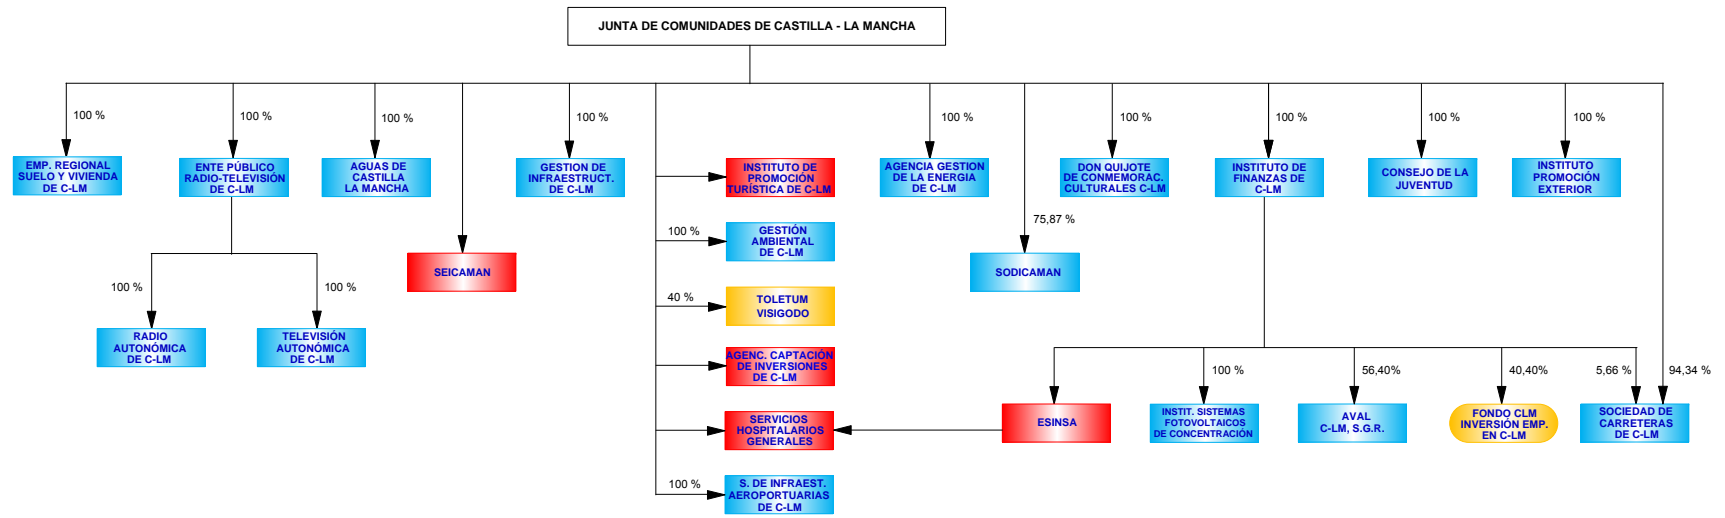 JUNTA DE COMUNIDADES DE CASTILLA - LA MANCHA
100 %
100 %
100 %
100 %
100 %
100 %
100 %
100 %
100 %
EMP. REGIONAL
SUELO Y VIVIENDA
DE C-LM
ENTE PÚBLICO
RADIO-TELEVISIÓN
DE C-LM
AGUAS DE
CASTILLA
LA MANCHA
GESTION DE
INFRAESTRUCT.
DE C-LM
INSTITUTO DE
PROMOCIÓN
TURÍSTICA DE C-LM
AGENCIA GESTION
DE LA ENERGIA
DE C-LM
DON QUIJOTE
DE CONMEMORAC.
CULTURALES C-LM
INSTITUTO DE
FINANZAS DE
C-LM
CONSEJO DE LA
JUVENTUD
INSTITUTO
PROMOCIÓN
EXTERIOR
75,87 %
100 %
GESTIÓN
AMBIENTAL
DE C-LM
SEICAMAN
SODICAMAN
100 %
100 %
40 %
TOLETUM
VISIGODO
RADIO
AUTONÓMICA
DE C-LM
TELEVISIÓN
AUTONÓMICA
DE C-LM
AGENC. CAPTACIÓN
DE INVERSIONES
DE C-LM
100 %
56,40%
40,40%
5,66 %
94,34 %
SERVICIOS
HOSPITALARIOS
GENERALES
ESINSA
INSTIT. SISTEMAS
FOTOVOLTAICOS
DE CONCENTRACIÓN
AVAL
C-LM, S.G.R.
FONDO CLM
INVERSIÓN EMP.
EN C-LM
SOCIEDAD DE
CARRETERAS
DE C-LM
100 %
S. DE INFRAEST.
AEROPORTUARIAS
DE C-LM